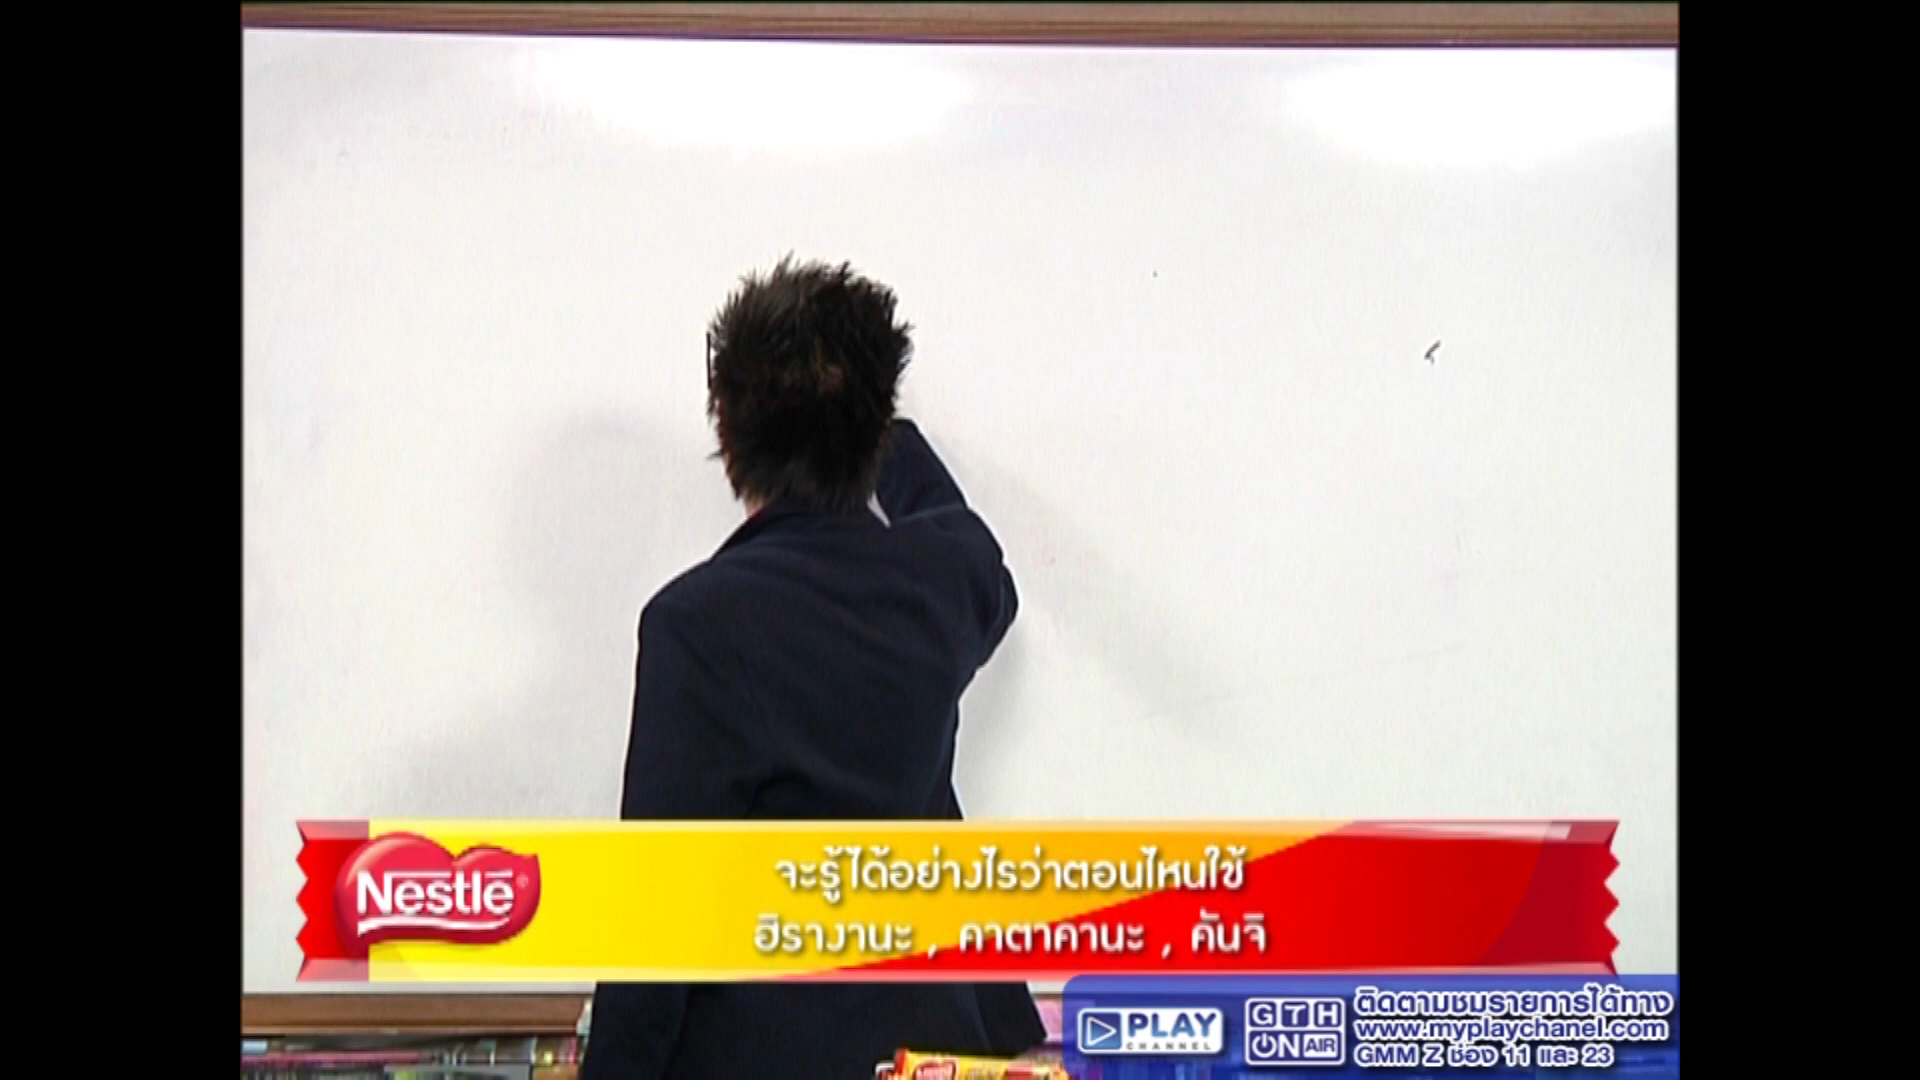 Nestlé®
จะรู้ได้อย่างไรว่าตอนไหนใช้
ฮิรางานะ , คาตาคานะ , คันจิ
PLAY
CHANNEL
GTH
ON AIR
ติดตามชมรายการได้ทาง
www.myplaychanel.com
GMM Z ช่อง 11 และ 23
Nestlé